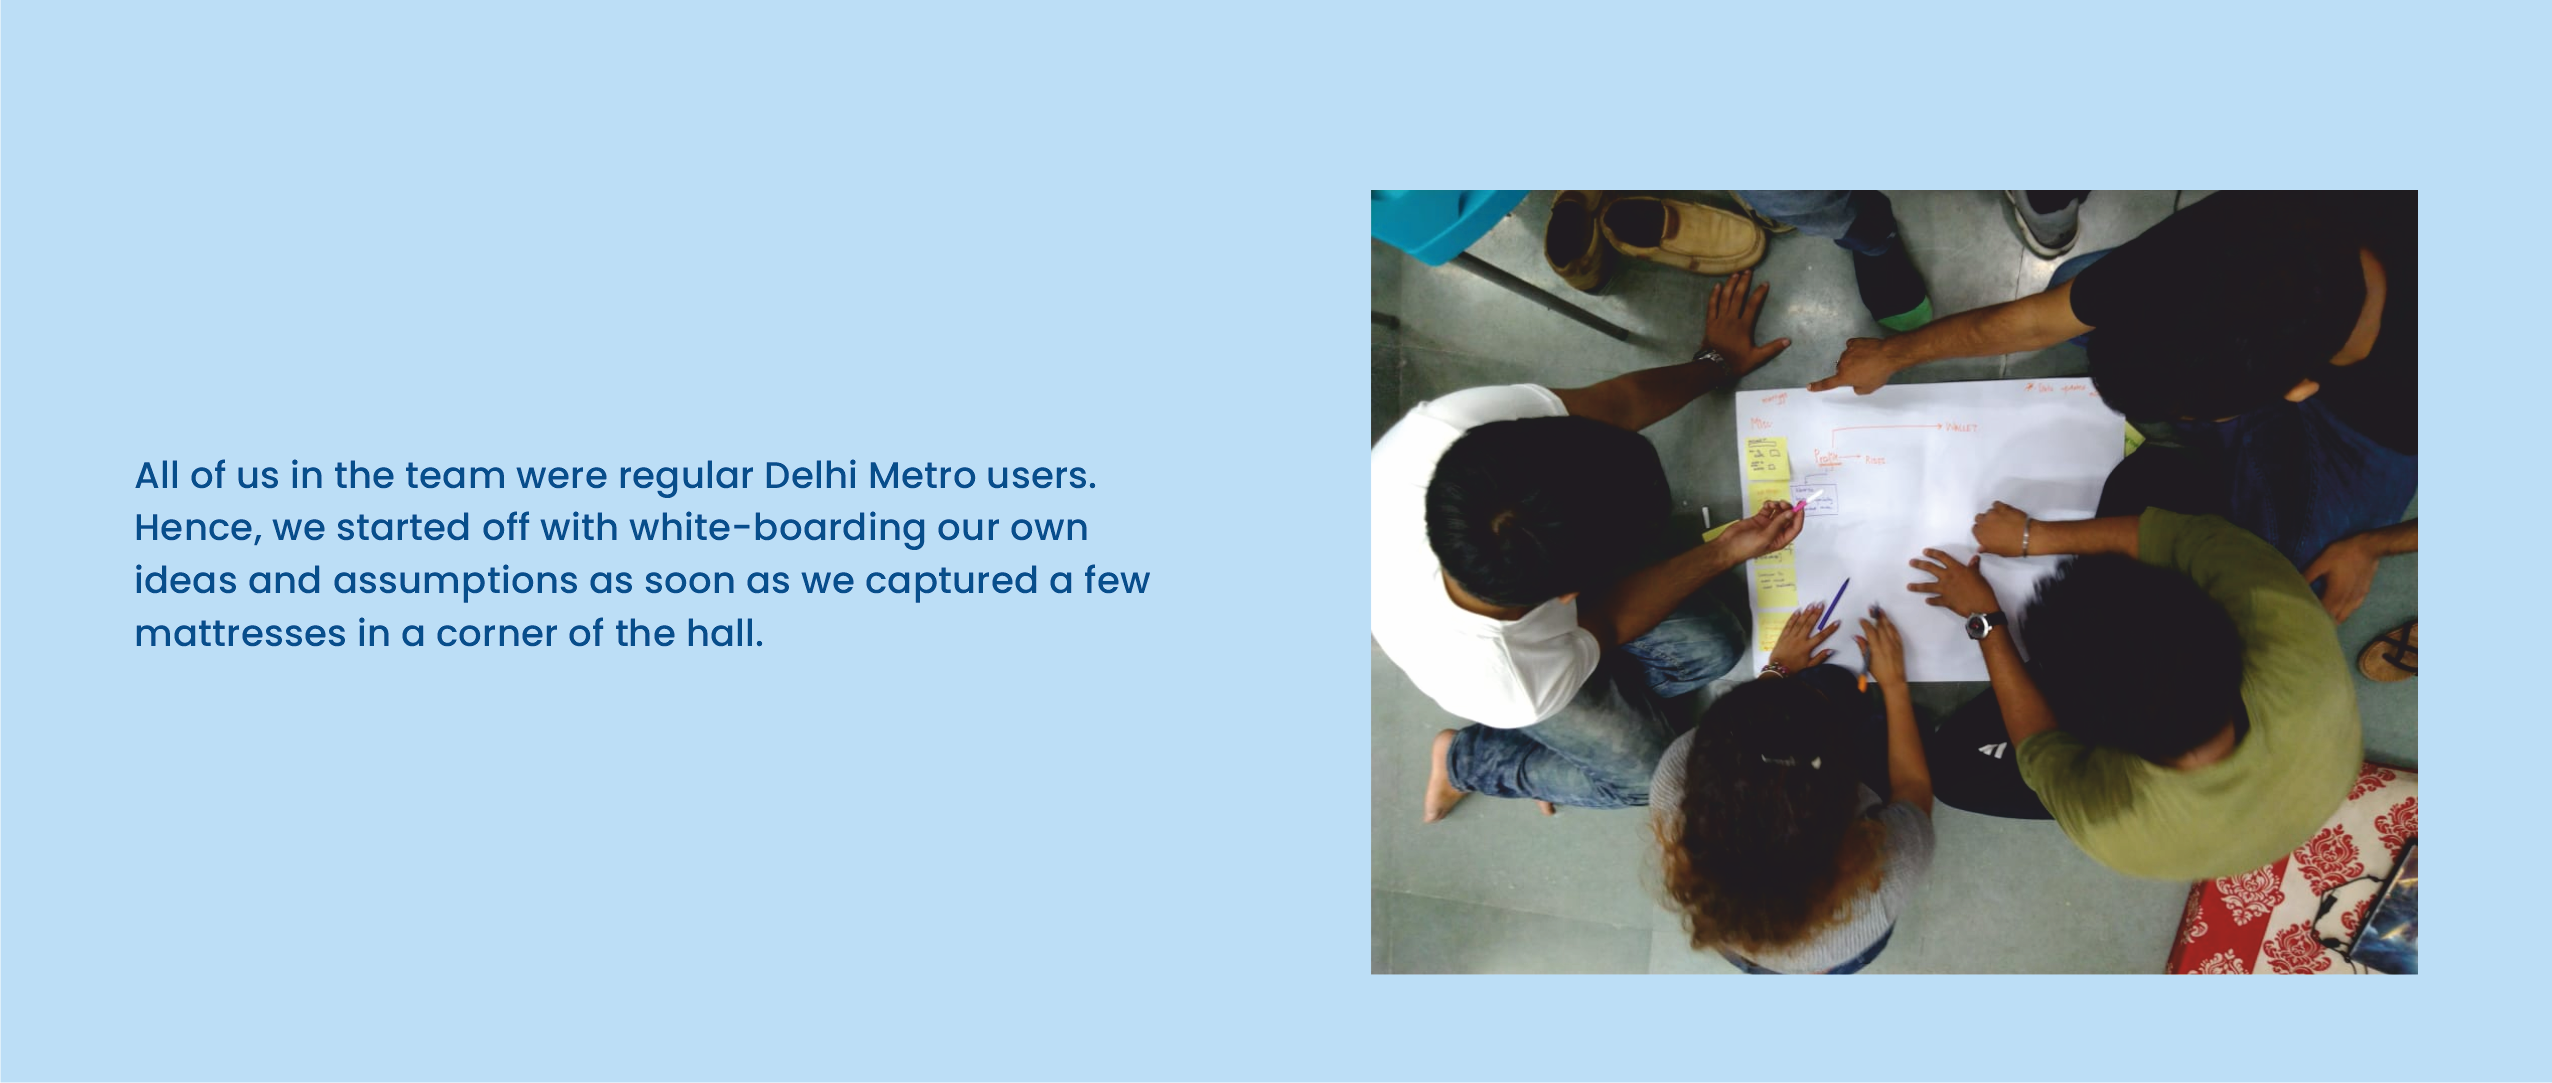 All of us in the team were regular Delhi Metro users.
Hence, we started off with white-boarding our own
ideas and assumptions as soon as we captured a few
mattresses in a corner of the hall.
Menu
WALLET
Profile
RIDES